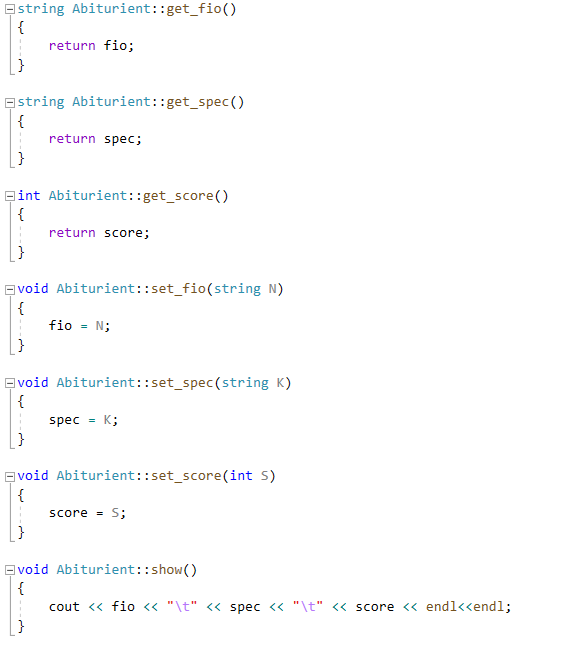 string Abiturient::get_fio()
{
    return fio;
}
string Abiturient::get_spec()
{
    return spec;
}
int Abiturient::get_score()
{
    return score;
}
void Abiturient::set_fio(string N)
{
    fio = N;
}
void Abiturient::set_spec(string K)
{
    spec = K;
}
void Abiturient::set_score(int S)
{
    score = S;
}
void Abiturient::show()
{
    cout << fio << "\t" << spec << "\t" << score << endl<<endl;
}